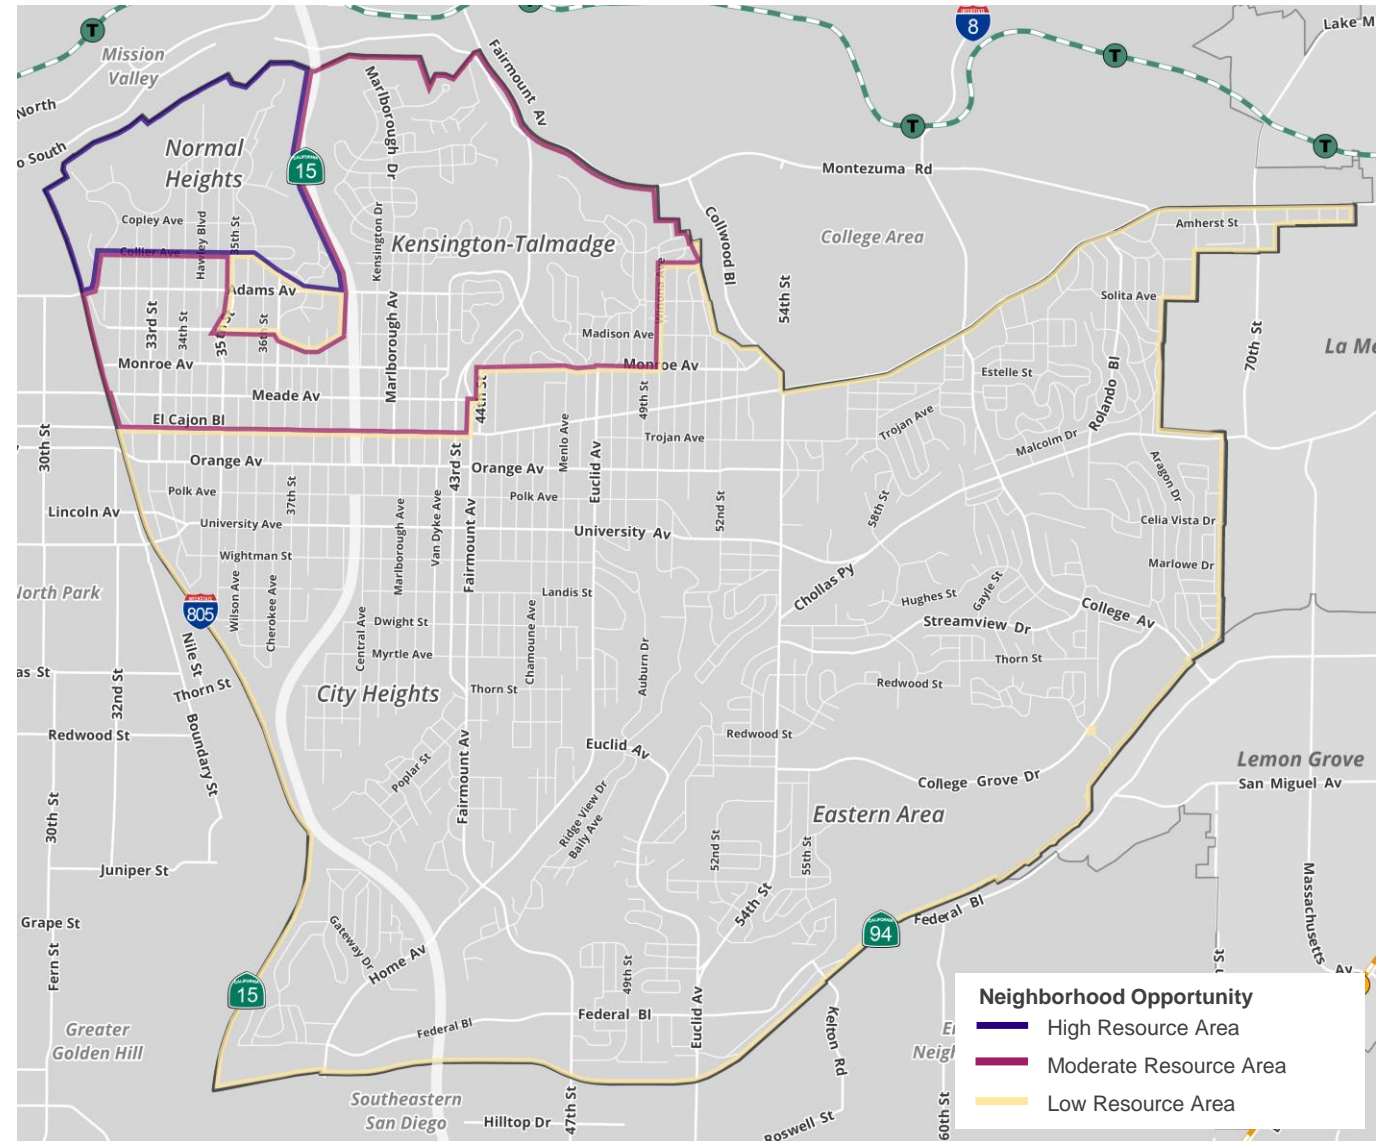 Lake M
INTERSTATE
8
T
Mission
Valley
Fairmount Av
T
T
North
Marlborough Dr
T
o South
Normal
Heights
CALIFORNIA
15
Montezuma Rd
Copley Ave
Hawley Blvd
35th St
Kensington Dr
Collwood Bl
Amherst St
Collier Ave
Kensington-Talmadge
College Area
Adams Av
Winona Ave
54th St
Solita Ave
33rd St
34th St
35th St
36th St
Marlborough Av
Madison Ave
70th St
La Me
Monroe Av
Monroe Av
Estelle St
Rolando Bl
Meade Av
44th St
49th St
El Cajon Bl
Menlo Ave
Trojan Ave
Trojan Ave
Malcolm Dr
30th St
Orange Av
43rd St
Orange Av
Euclid Av
Aragon Dr
Polk Ave
37th St
Polk Ave
52nd St
58th St
Lincoln Av
University Ave
Marlborough Ave
Van Dyke Ave
Fairmount Av
University Av
Celia Vista Dr
Wightman St
Marlowe Dr
North Park
INTERSTATE
805
Wilson Ave
Cherokee Ave
Landis St
Chollas Py
Hughes St
Gayle St
College Av
Nile St
Central Ave
Dwight St
Chamoune Ave
Streamview Dr
as St
32nd St
Thorn St
Myrtle Ave
Auburn Dr
Thorn St
City Heights
Thorn St
Redwood St
Redwood St
Boundary St
Fairmount Av
Euclid Av
Redwood St
Poplar St
College Grove Dr
Lemon Grove
San Miguel Av
30th St
Ridge View Dr
Baily Ave
52nd St
55th St
Eastern Area
Juniper St
54th St
Massachusetts Av
Grape St
Gateway Dr
CALIFORNIA
94
Federal Bl
Fern St
CALIFORNIA
15
Home Av
49th St
Euclid Av
Federal Bl
Federal Bl
Kelton Rd
Greater
Golden Hill
Southeastern
San Diego
Hilltop Dr
47th St
Roswell St
60th St
Neighborhood Opportunity
High Resource Area
Moderate Resource Area
Low Resource Area